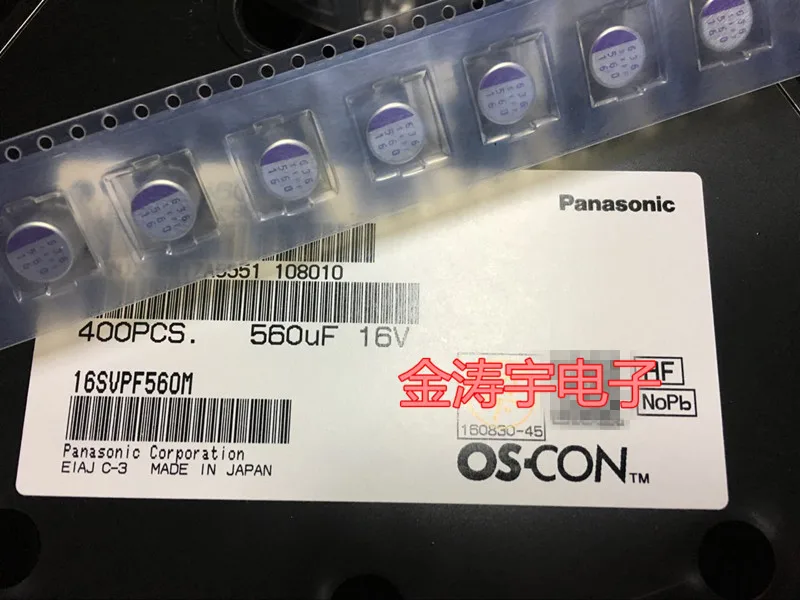 Panasonic
108010
400PCS. 560uF 16V
16SVPF560M
金涛宇电子
HF
NoPb
160830-45
Panasonic Corporation
EIAJ C-3 MADE IN JAPAN
OS-CON™